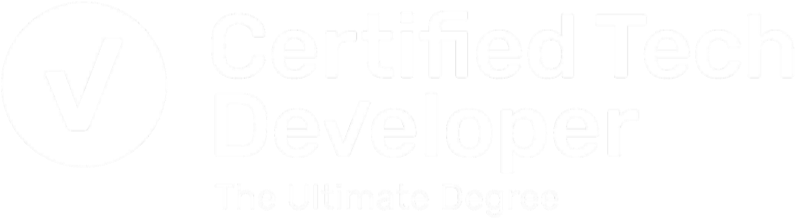 Certified Tech
Developer
The Ultimate Degree